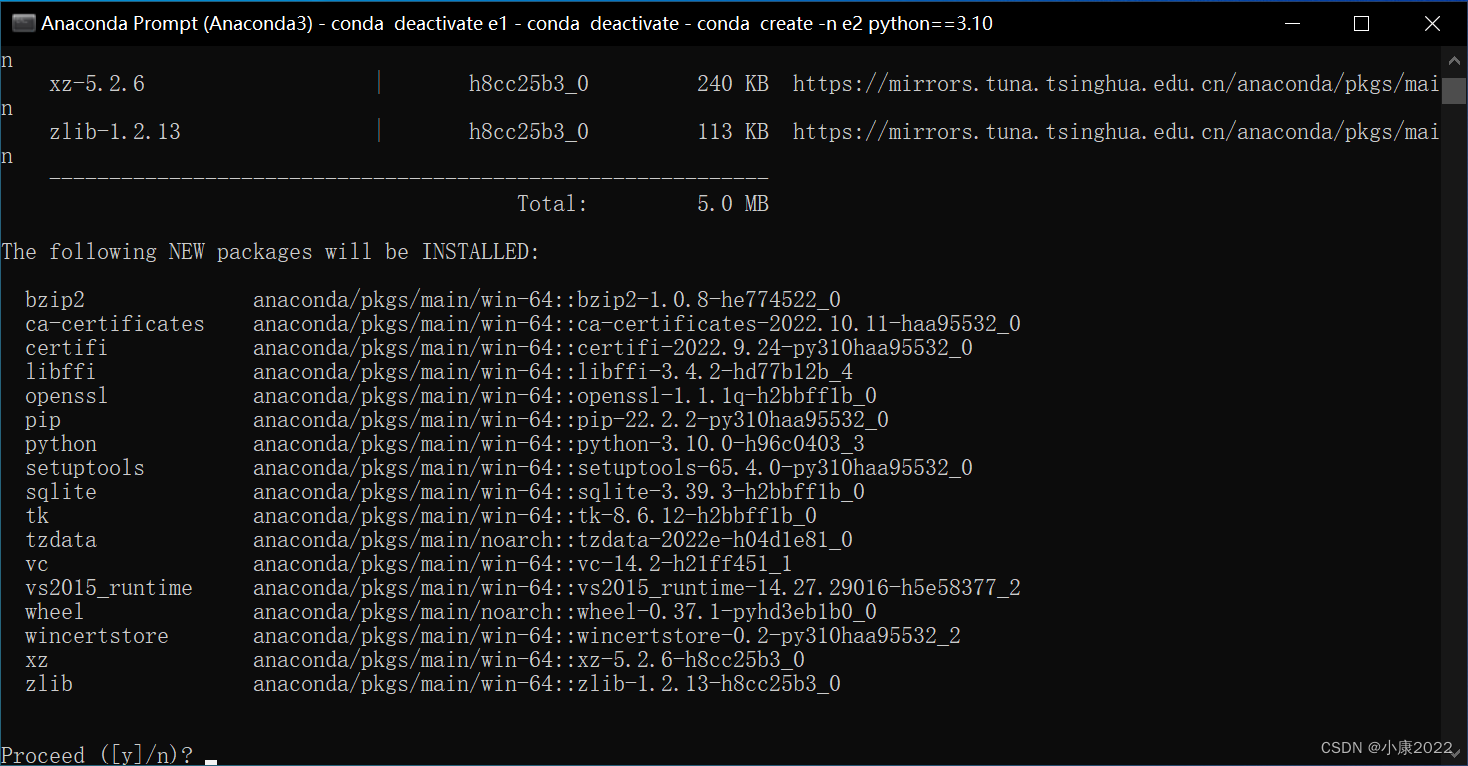 Anaconda Prompt (Anaconda3) - conda  deactivate e1 - conda  deactivate - conda  create -n e2 python==3.10
n
    xz-5.2.6                   |       h8cc25b3_0         240 KB  https://mirrors.tuna.tsinghua.edu.cn/anaconda/pkgs/mai
n
    zlib-1.2.13                |       h8cc25b3_0         113 KB  https://mirrors.tuna.tsinghua.edu.cn/anaconda/pkgs/mai
n
    ------------------------------------------------------------
                                           Total:         5.0 MB
The following NEW packages will be INSTALLED:
  bzip2              anaconda/pkgs/main/win-64::bzip2-1.0.8-he774522_0
  ca-certificates    anaconda/pkgs/main/win-64::ca-certificates-2022.10.11-haa95532_0
  certifi            anaconda/pkgs/main/win-64::certifi-2022.9.24-py310haa95532_0
  libffi             anaconda/pkgs/main/win-64::libffi-3.4.2-hd77b12b_4
  openssl            anaconda/pkgs/main/win-64::openssl-1.1.1q-h2bbff1b_0
  pip                anaconda/pkgs/main/win-64::pip-22.2.2-py310haa95532_0
  python             anaconda/pkgs/main/win-64::python-3.10.0-h96c0403_3
  setuptools         anaconda/pkgs/main/win-64::setuptools-65.4.0-py310haa95532_0
  sqlite             anaconda/pkgs/main/win-64::sqlite-3.39.3-h2bbff1b_0
  tk                 anaconda/pkgs/main/win-64::tk-8.6.12-h2bbff1b_0
  tzdata             anaconda/pkgs/main/noarch::tzdata-2022e-h04d1e81_0
  vc                 anaconda/pkgs/main/win-64::vc-14.2-h21ff451_1
  vs2015_runtime     anaconda/pkgs/main/win-64::vs2015_runtime-14.27.29016-h5e58377_2
  wheel              anaconda/pkgs/main/noarch::wheel-0.37.1-pyhd3eb1b0_0
  wincertstore       anaconda/pkgs/main/win-64::wincertstore-0.2-py310haa95532_2
  xz                 anaconda/pkgs/main/win-64::xz-5.2.6-h8cc25b3_0
  zlib               anaconda/pkgs/main/win-64::zlib-1.2.13-h8cc25b3_0
Proceed ([y]/n)?
CSDN @小康2022